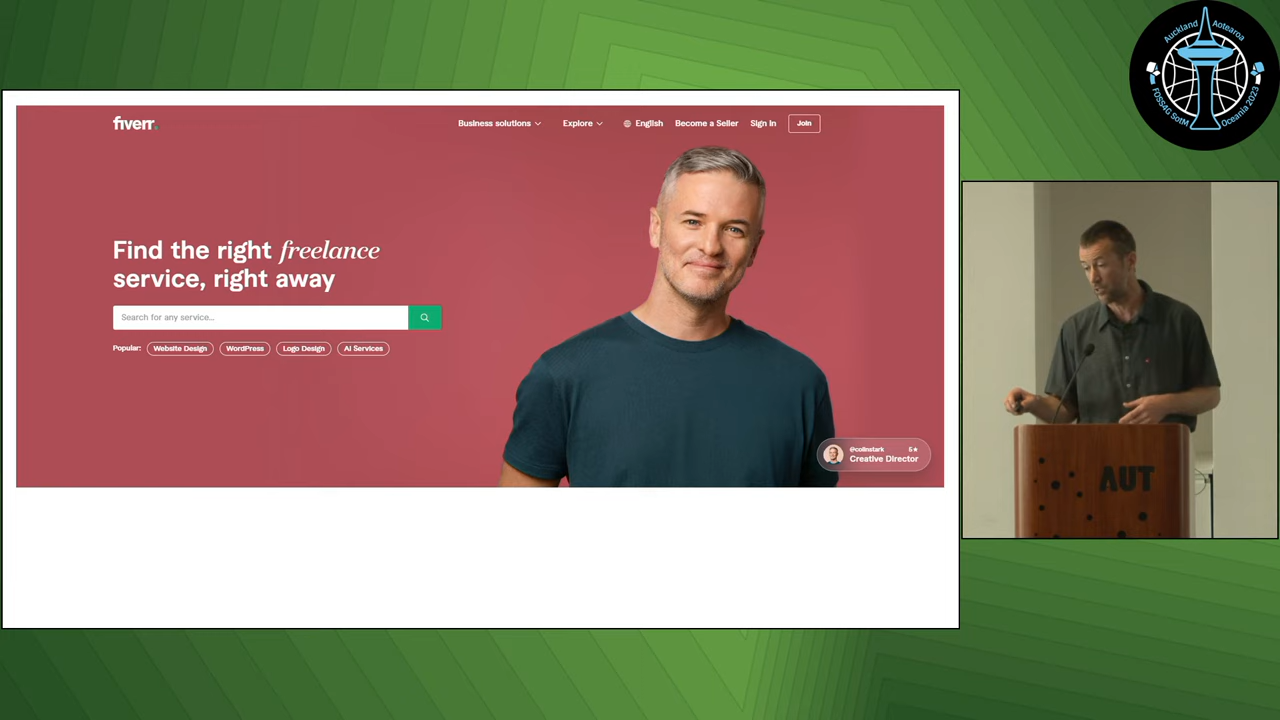 fiverr.
Business solutions
Explore
English
Become a Seller
Sign In
Join
Find the right freelance
service, right away
Search for any service...
Popular:
Website Design
WordPress
Logo Design
AI Services
@colinstark 5★
Creative Director
Auckland Aotearoa
FOSS4G SotM Oceania 2023
AUT